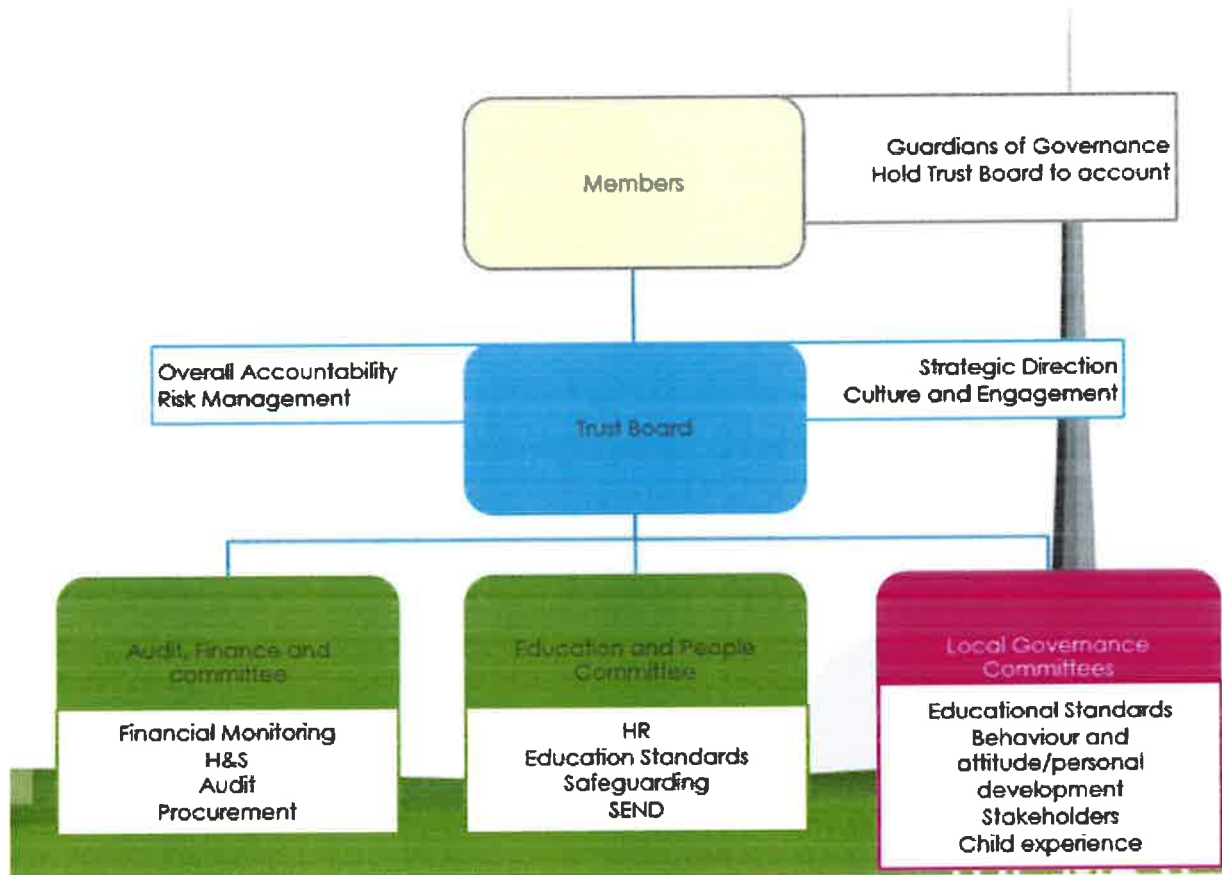 Members
Guardians of Governance
Hold Trust Board to account
Overall Accountability
Risk Management
Trust Board
Strategic Direction
Culture and Engagement
Audit, Finance and
committee
Financial Monitoring
H&S
Audit
Procurement
Education and People
Committee
HR
Education Standards
Safeguarding
SEND
Local Governance
Committees
Educational Standards
Behaviour and
attitude/personal
development
Stakeholders
Child experience